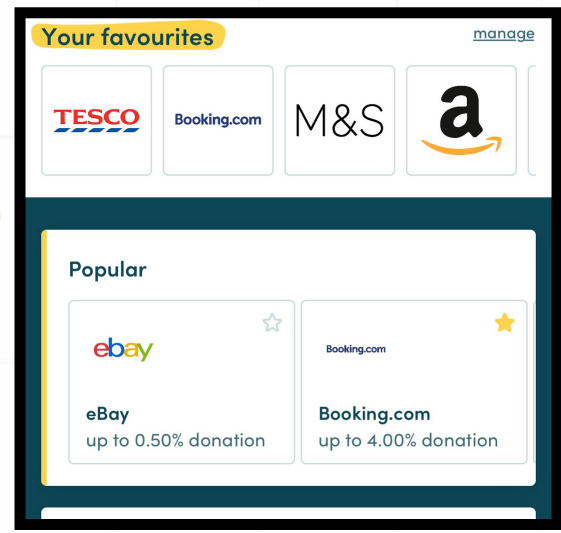 Your favourites
manage
TESCO
Booking.com
M&S
a
Popular
ebay
Booking.com
eBay
up to 0.50% donation
Booking.com
up to 4.00% donation